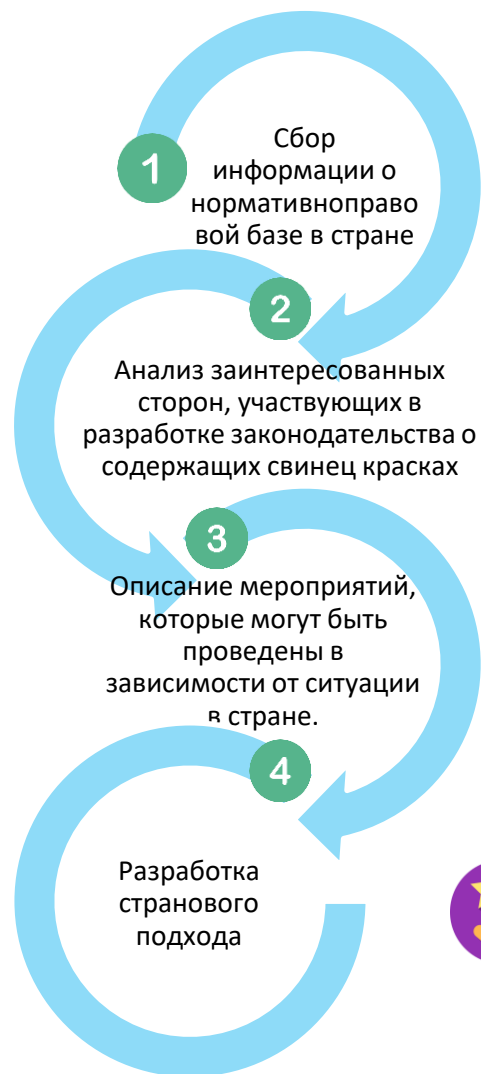 1
Сбор
информации о
нормативноправо
вой базе в стране
2
Анализ заинтересованных
сторон, участвующих в
разработке законодательства о
содержащих свинец красках
3
Описание мероприятий,
которые могут быть
проведены в
зависимости от ситуации
в стране.
4
Разработка
странового
подхода